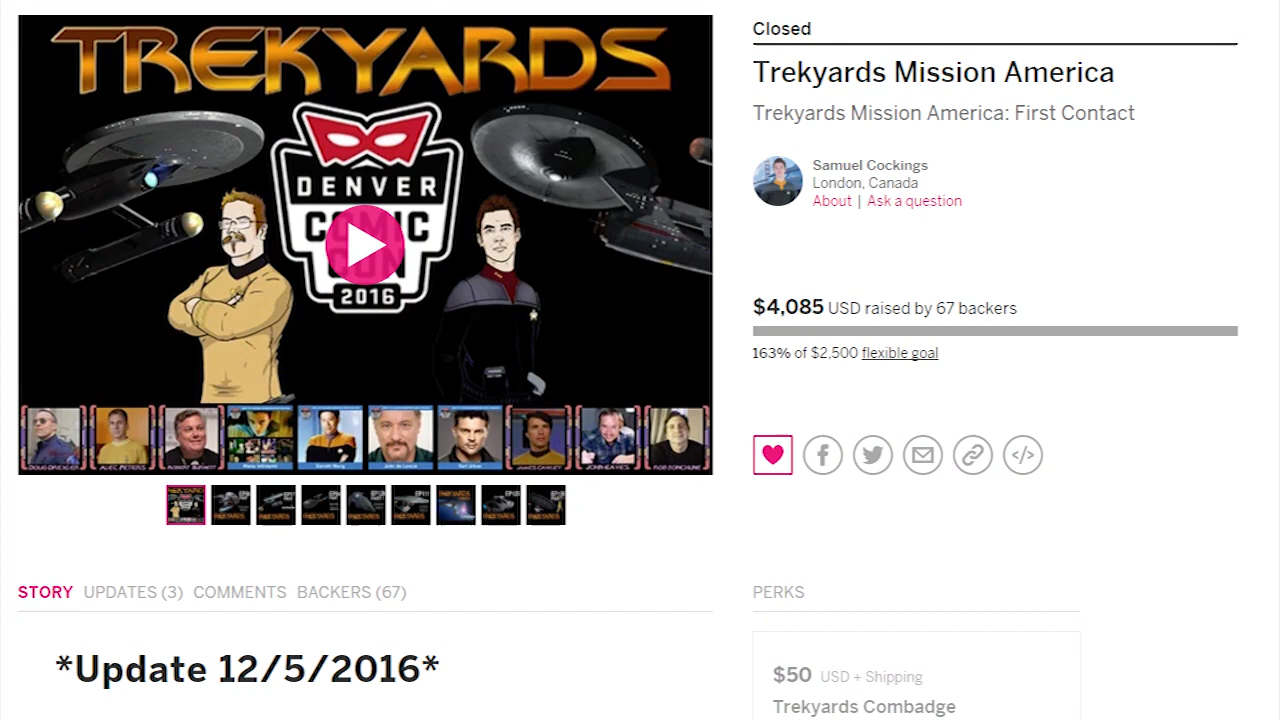 TREKYARDS
DENVER
COMIC
CON
2016
Closed
Trekyards Mission America
Trekyards Mission America: First Contact
Samuel Cockings
London, Canada
About | Ask a question
$4,085 USD raised by 67 backers
163% of $2,500 flexible goal
STORY UPDATES (3) COMMENTS BACKERS (67)
PERKS
*Update 12/5/2016*
$50 USD + Shipping
Trekyards Combadge